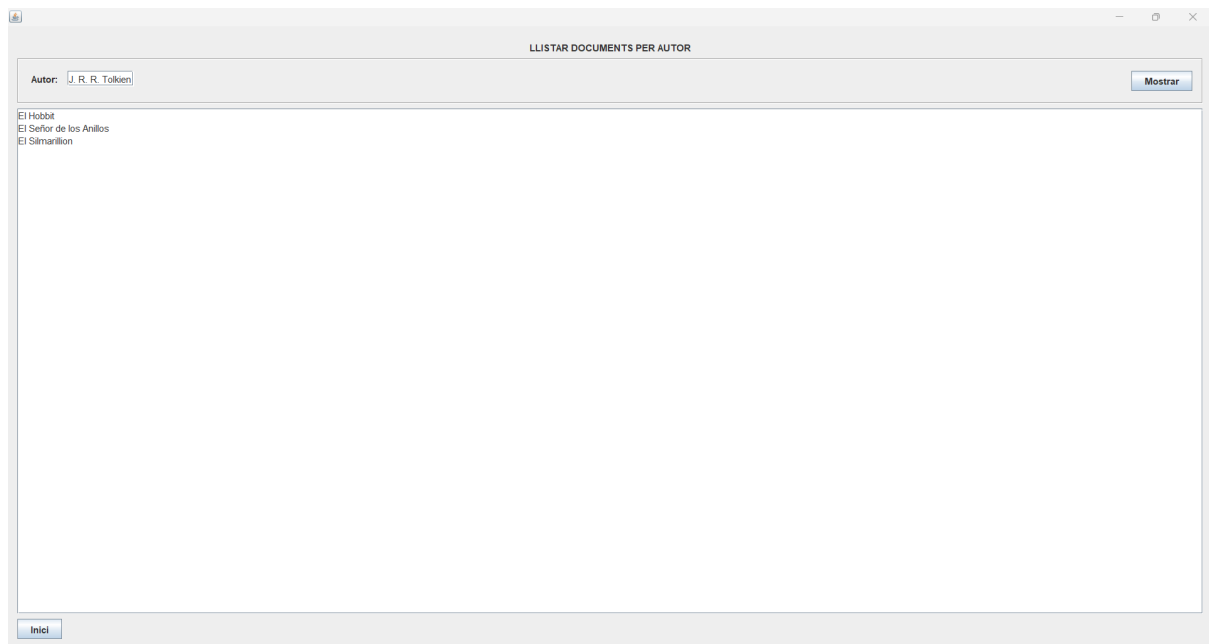 LLISTAR DOCUMENTS PER AUTOR
Autor: J. R. R. Tolkien Mostrar
El Hobbit
El Señor de los Anillos
El Silmarillion
Inici